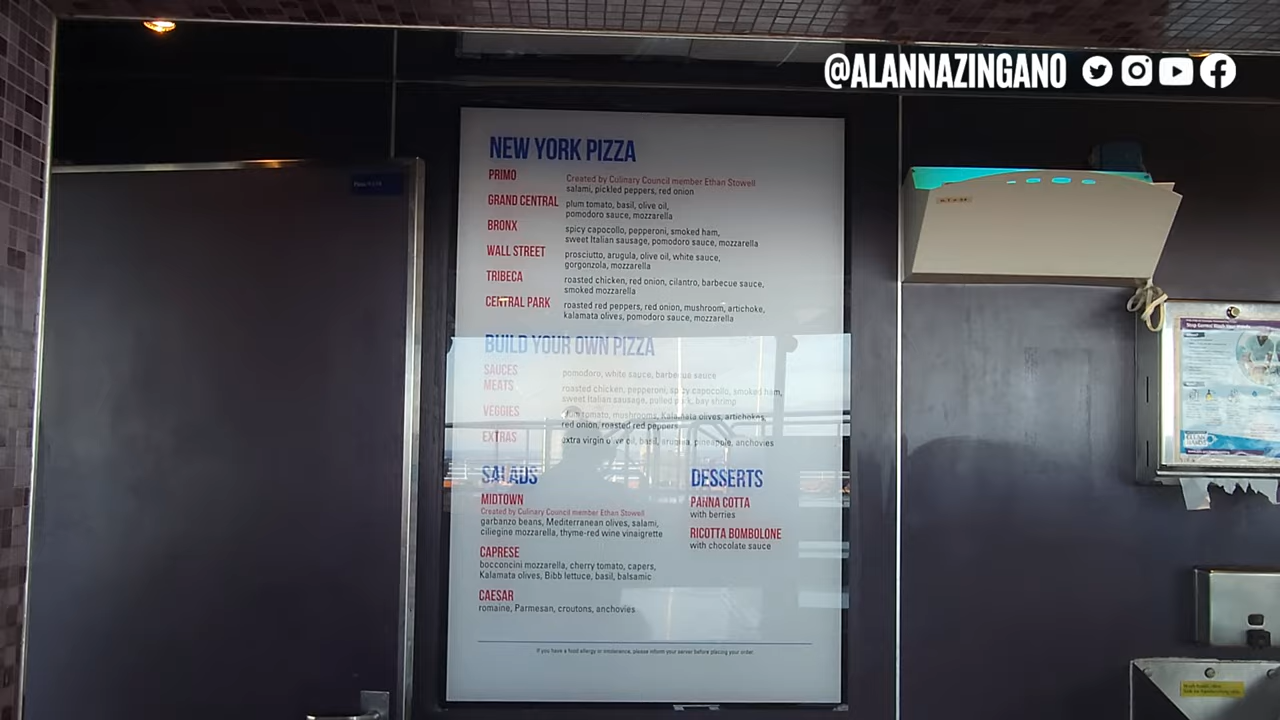 @ALANNAZINGANO
NEW YORK PIZZA
PRIMO
Created by Culinary Council member Ethan Stowell
salami, pickled peppers, red onion
GRAND CENTRAL
plum tomato, basil, olive oil,
pomodoro sauce, mozzarella
BRONX
spicy capocollo, pepperoni, smoked ham,
sweet Italian sausage, pomodoro sauce, mozzarella
WALL STREET
prosciutto, arugula, olive oil, white sauce,
gorgonzola, mozzarella
TRIBECA
roasted chicken, red onion, cilantro, barbecue sauce,
smoked mozzarella
CENTRAL PARK
roasted red peppers, red onion, mushroom, artichoke,
kalamata olives, pomodoro sauce, mozzarella
BUILD YOUR OWN PIZZA
SAUCES
pomodoro, white sauce, barbecue sauce
MEATS
roasted chicken, pepperoni, spicy capocollo, smoked ham,
sweet Italian sausage, pulled pork, bay shrimp
VEGGIES
plum tomato, mushrooms, Kalamata olives, artichokes,
red onion, roasted red peppers
EXTRAS
extra virgin olive oil, basil, arugula, pineapple, anchovies
SALADS
MIDTOWN
Created by Culinary Council member Ethan Stowell
garbanzo beans, Mediterranean olives, salami,
ciliegine mozzarella, thyme-red wine vinaigrette
CAPRESE
bocconcini mozzarella, cherry tomato, capers,
Kalamata olives, Bibb lettuce, basil, balsamic
CAESAR
romaine, Parmesan, croutons, anchovies
DESSERTS
PANNA COTTA
with berries
RICOTTA BOMBOLONE
with chocolate sauce
If you have a food allergy or intolerance, please inform your server before placing your order.